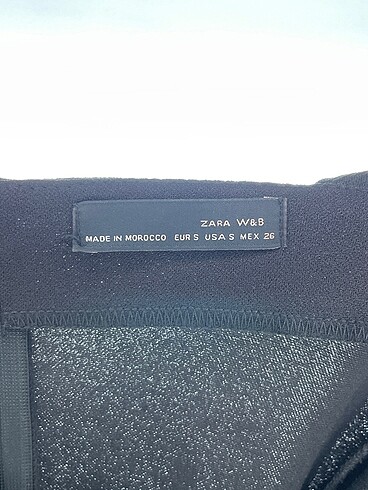 ZARA W&B
MADE IN MOROCCO EUR S USA S MEX 26